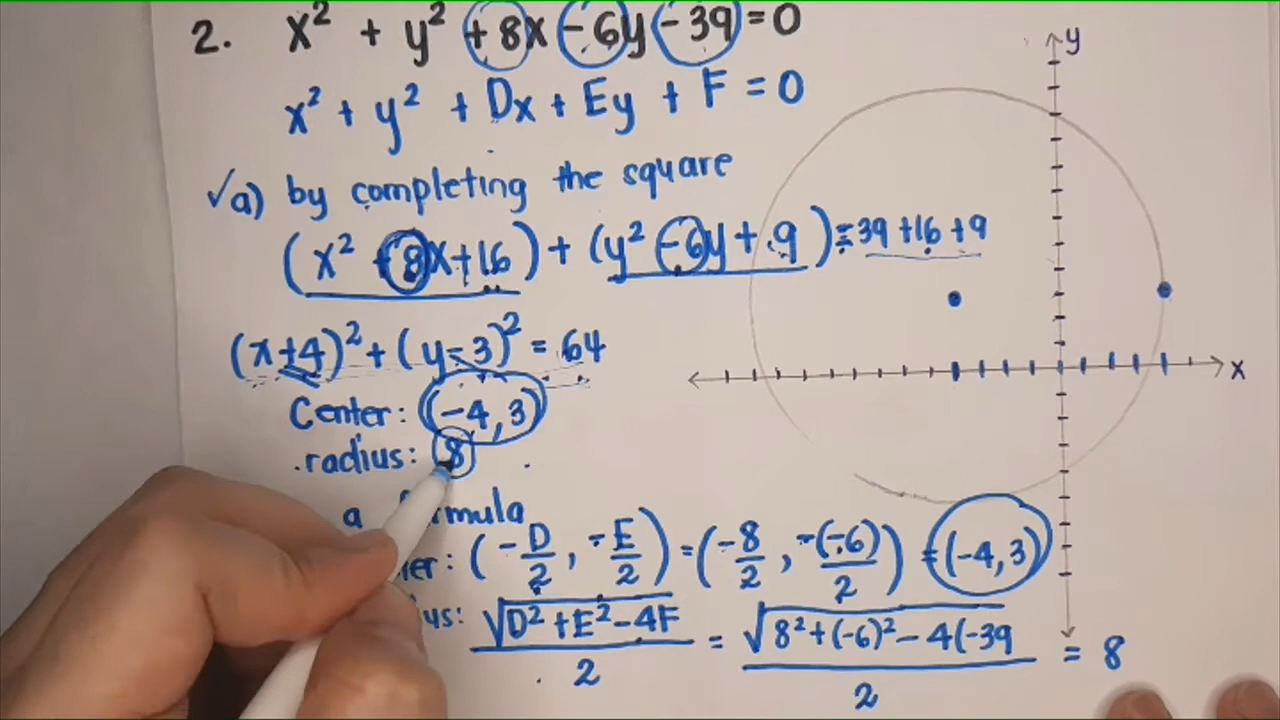 2. x² + y² + 8x - 6y - 39 = 0
x² + y² + Dx + Ey + F = 0
✓a) by completing the square
(x² + 8x + 16) + (y² - 6y + 9) = 39 + 16 + 9
(x+4)² + (y-3)² = 64
Center: (-4, 3)
radius: 8
a
: (-D/2, -E/2) = (-8/2, -(-6)/2) = (-4, 3)
: √D² + E² - 4F / 2 = √8² + (-6)² - 4(-39 / 2 = 8
y
x